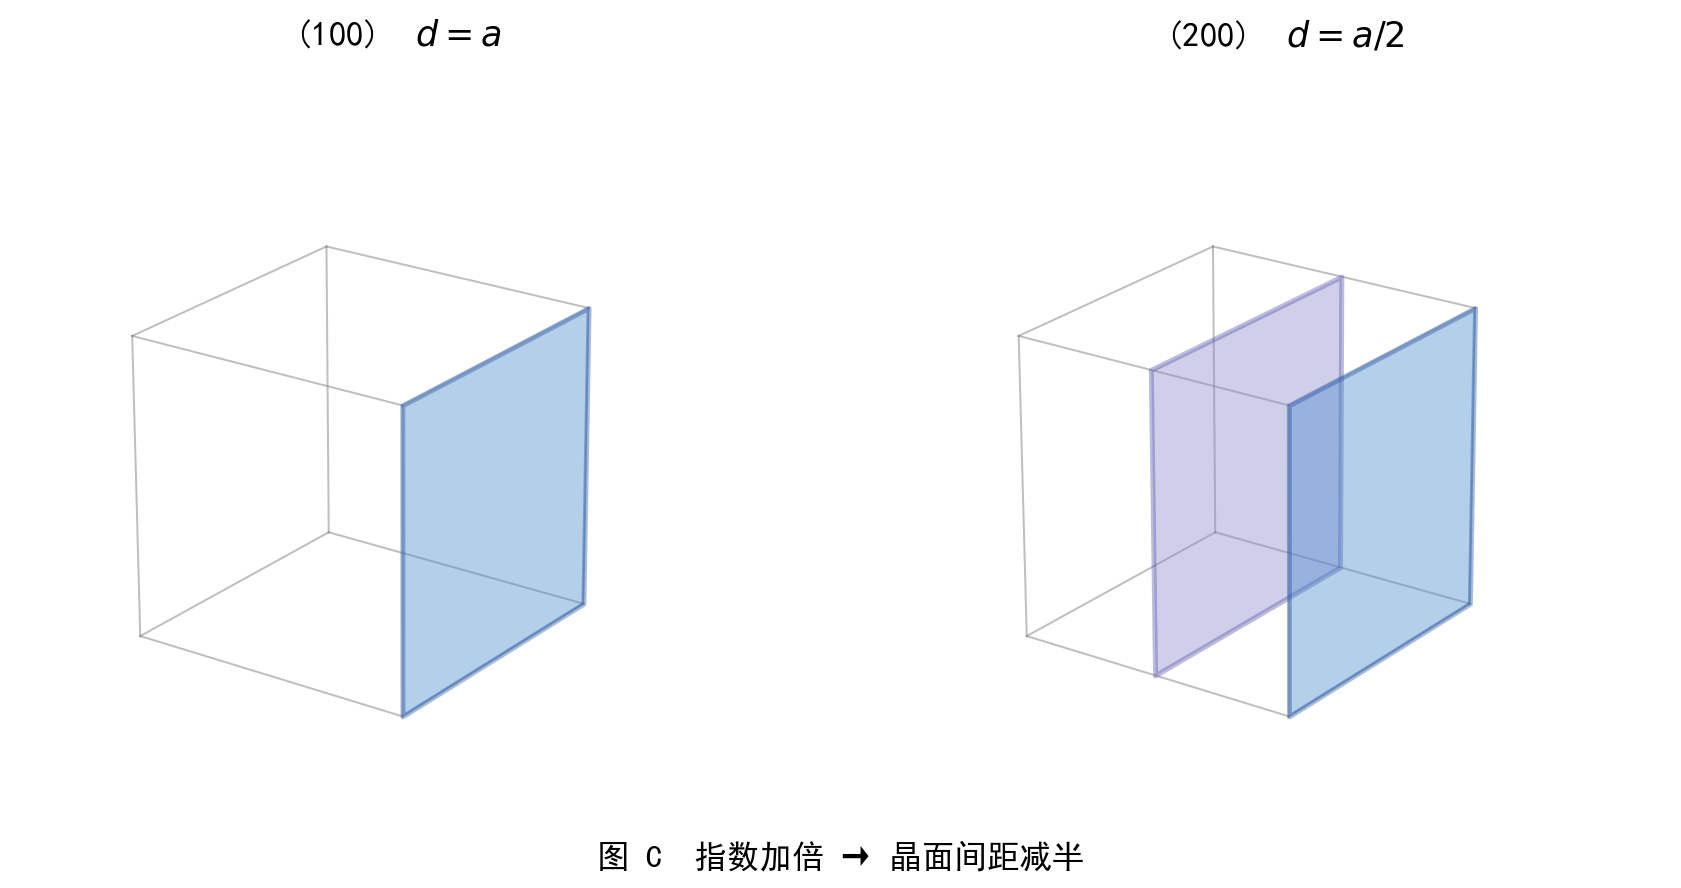 （100） d = a
（200） d = a/2
图 C 指数加倍 → 晶面间距减半